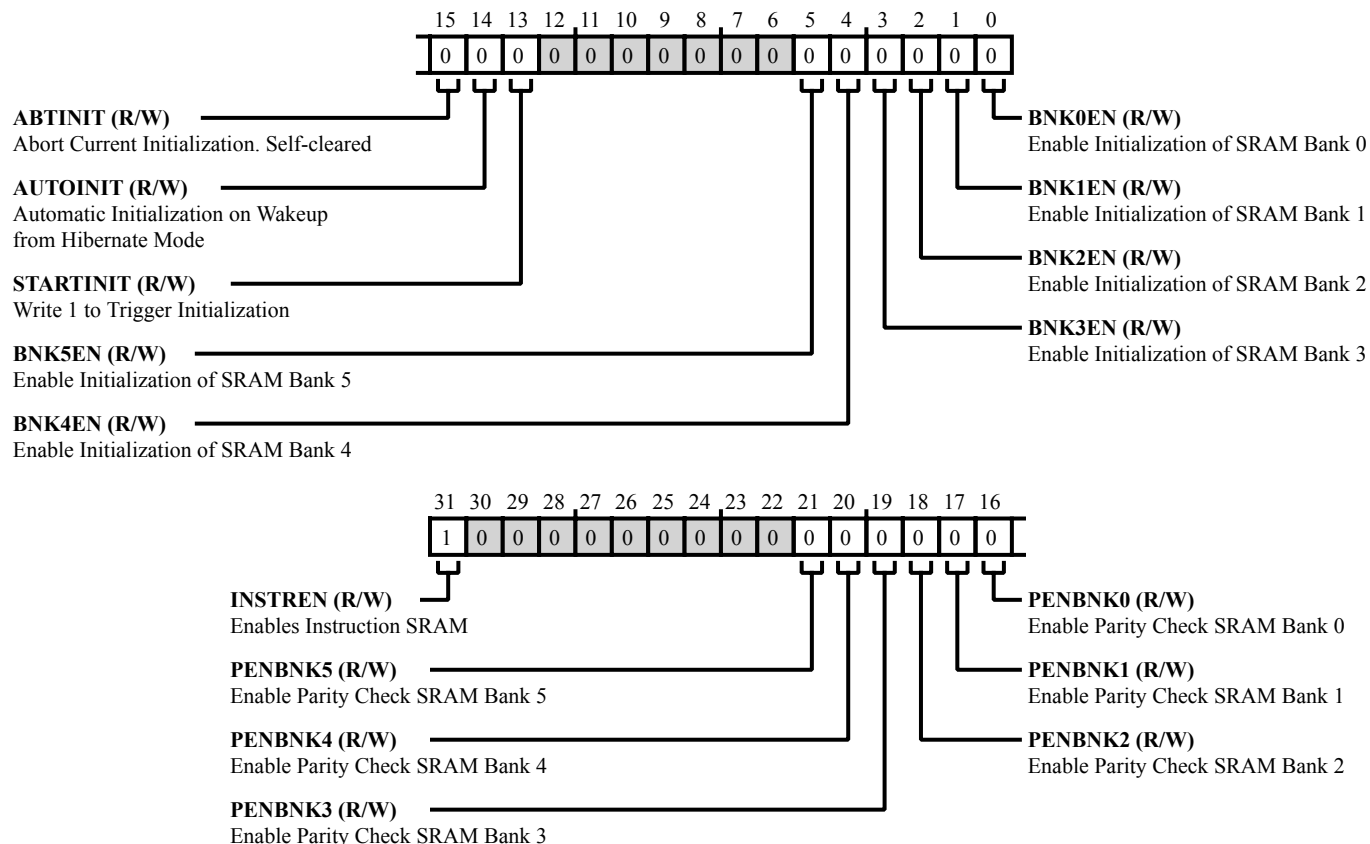 15 14 13 12 11 10 9 8 7 6 5 4 3 2 1 0
0 0 0 0 0 0 0 0 0 0 0 0 0 0 0 0
ABTINIT (R/W)
Abort Current Initialization. Self-cleared
AUTOINIT (R/W)
Automatic Initialization on Wakeup
from Hibernate Mode
STARTINIT (R/W)
Write 1 to Trigger Initialization
BNK5EN (R/W)
Enable Initialization of SRAM Bank 5
BNK4EN (R/W)
Enable Initialization of SRAM Bank 4
BNK0EN (R/W)
Enable Initialization of SRAM Bank 0
BNK1EN (R/W)
Enable Initialization of SRAM Bank 1
BNK2EN (R/W)
Enable Initialization of SRAM Bank 2
BNK3EN (R/W)
Enable Initialization of SRAM Bank 3
31 30 29 28 27 26 25 24 23 22 21 20 19 18 17 16
1 0 0 0 0 0 0 0 0 0 0 0 0 0 0 0
INSTREN (R/W)
Enables Instruction SRAM
PENBNK5 (R/W)
Enable Parity Check SRAM Bank 5
PENBNK4 (R/W)
Enable Parity Check SRAM Bank 4
PENBNK3 (R/W)
Enable Parity Check SRAM Bank 3
PENBNK0 (R/W)
Enable Parity Check SRAM Bank 0
PENBNK1 (R/W)
Enable Parity Check SRAM Bank 1
PENBNK2 (R/W)
Enable Parity Check SRAM Bank 2